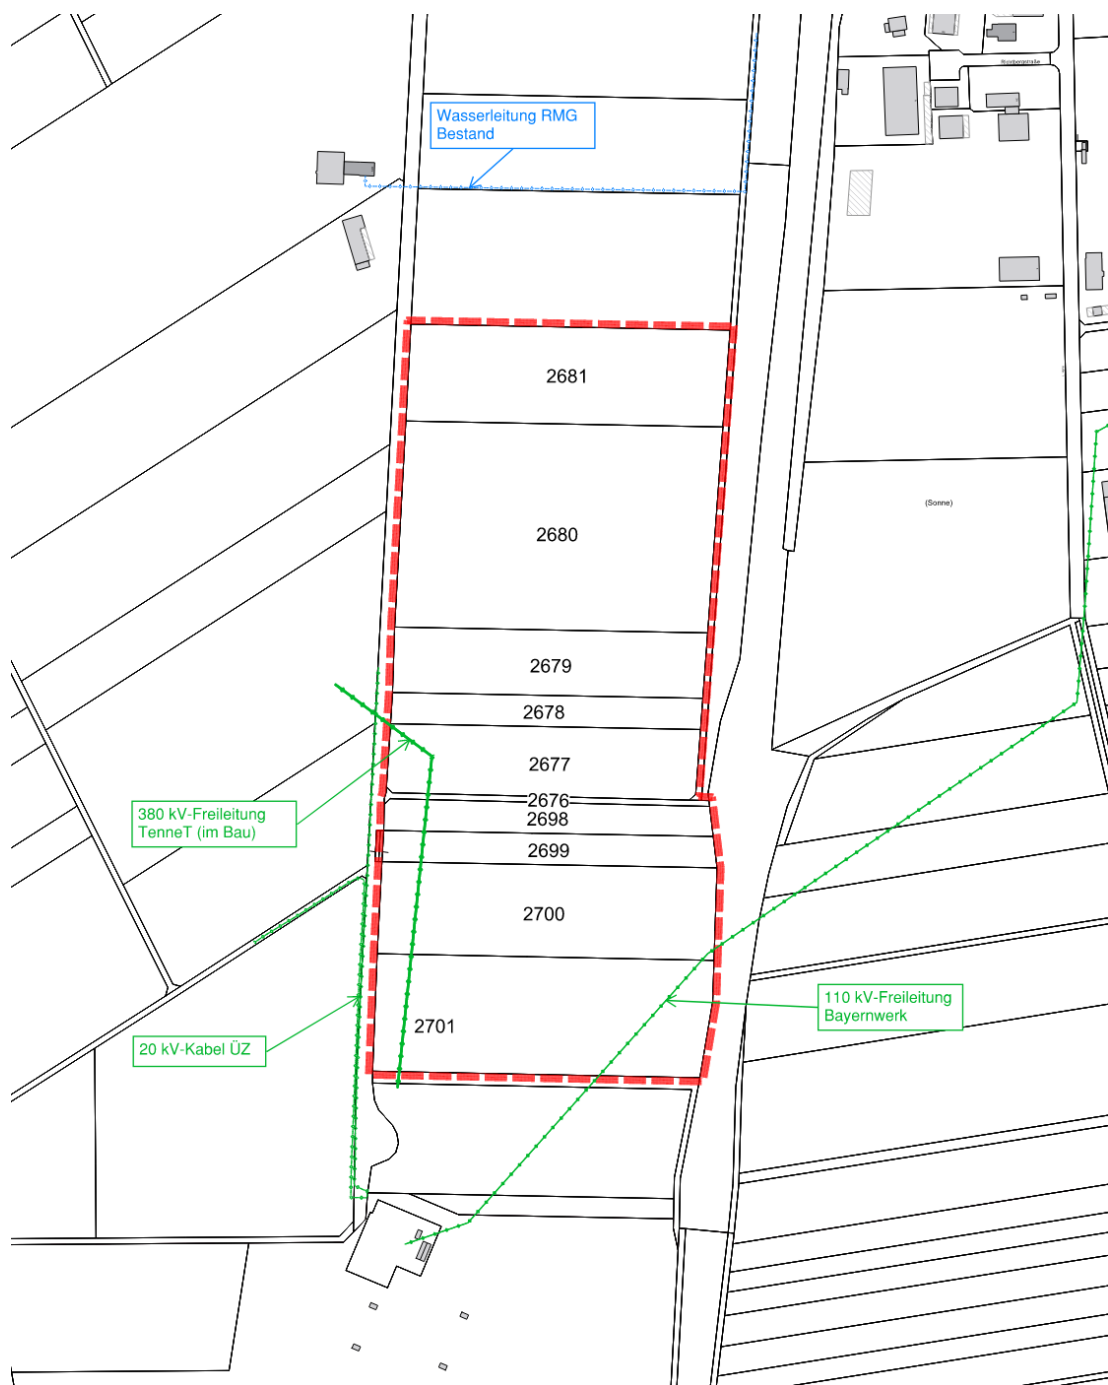 Wasserleitung RMG
Bestand
2681
(Sonne)
2680
2679
2678
2677
2676
2698
380 kV-Freileitung
TenneT (im Bau)
2699
2700
110 kV-Freileitung
Bayernwerk
2701
20 kV-Kabel ÜZ